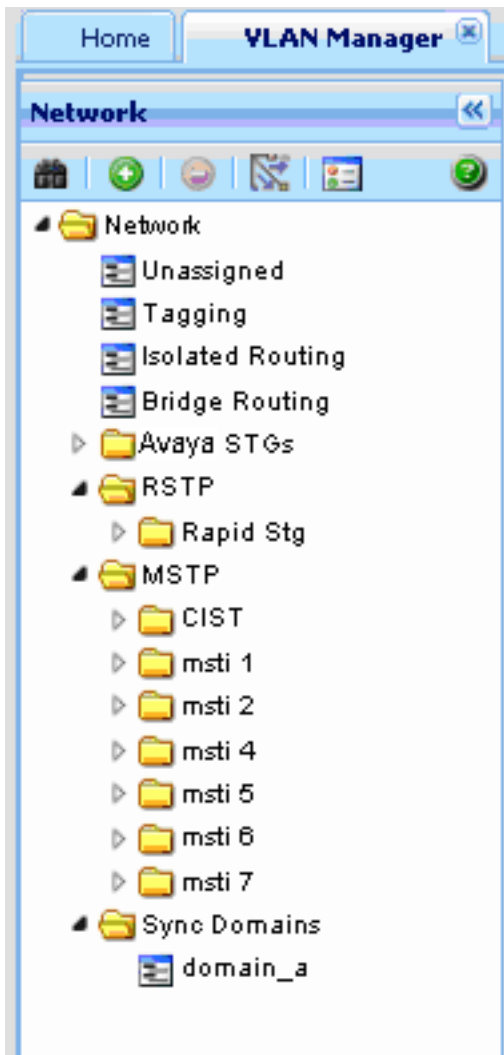 Home VLAN Manager
Network
Network
Unassigned
Tagging
Isolated Routing
Bridge Routing
Avaya STGs
RSTP
Rapid Stg
MSTP
CIST
msti 1
msti 2
msti 4
msti 5
msti 6
msti 7
Sync Domains
domain_a